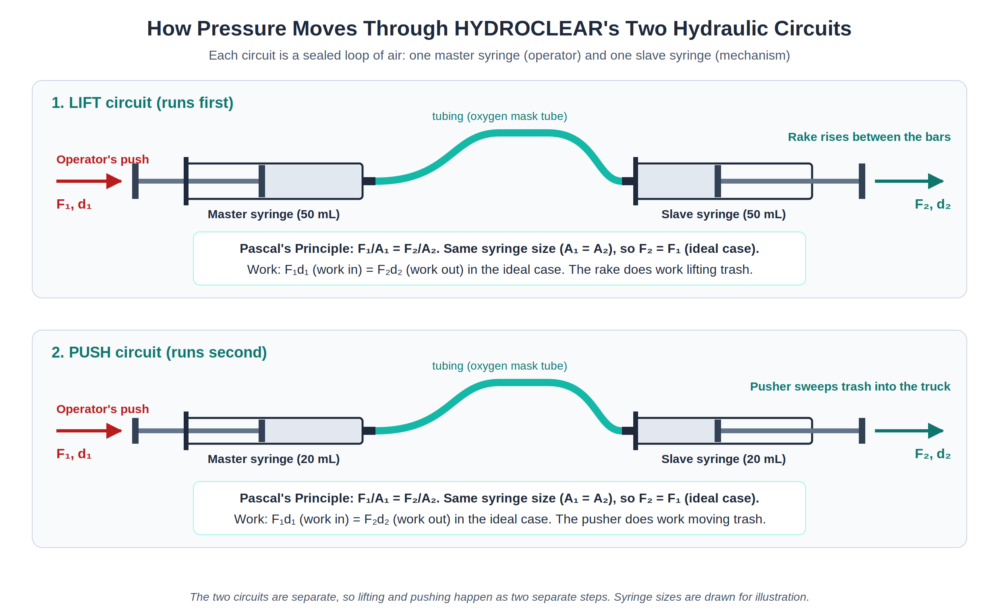 How Pressure Moves Through HYDROCLEAR's Two Hydraulic Circuits
Each circuit is a sealed loop of air: one master syringe (operator) and one slave syringe (mechanism)
1. LIFT circuit (runs first)
tubing (oxygen mask tube)
Rake rises between the bars
Operator's push
F₁, d₁
F₂, d₂
Master syringe (50 mL)
Slave syringe (50 mL)
Pascal's Principle: F₁/A₁ = F₂/A₂. Same syringe size (A₁ = A₂), so F₂ = F₁ (ideal case).
Work: F₁d₁ (work in) = F₂d₂ (work out) in the ideal case. The rake does work lifting trash.
2. PUSH circuit (runs second)
tubing (oxygen mask tube)
Pusher sweeps trash into the truck
Operator's push
F₁, d₁
F₂, d₂
Master syringe (20 mL)
Slave syringe (20 mL)
Pascal's Principle: F₁/A₁ = F₂/A₂. Same syringe size (A₁ = A₂), so F₂ = F₁ (ideal case).
Work: F₁d₁ (work in) = F₂d₂ (work out) in the ideal case. The pusher does work moving trash.
The two circuits are separate, so lifting and pushing happen as two separate steps. Syringe sizes are drawn for illustration.